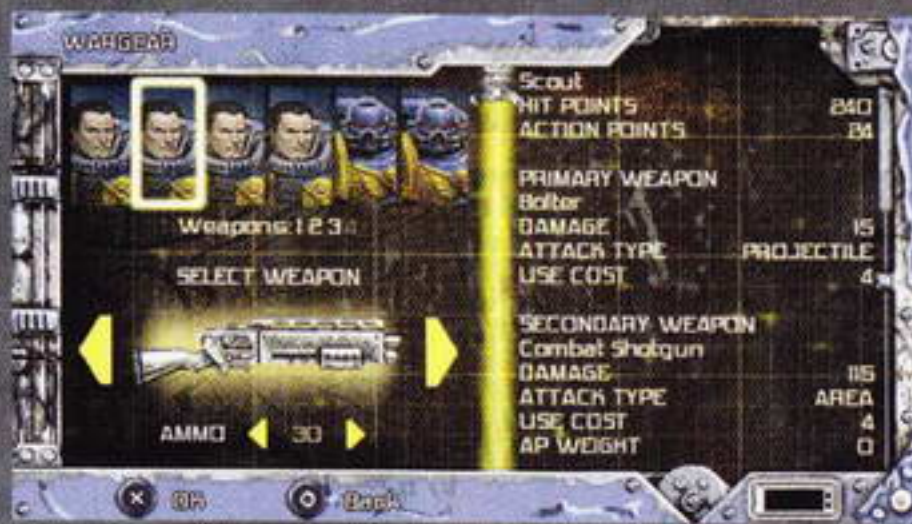 WARGEAR
Weapons:1 2 3 4
SELECT WEAPON
AMMO 30
Scout
HIT POINTS 240
ACTION POINTS 24
PRIMARY WEAPON
Bolter
DAMAGE 15
ATTACK TYPE PROJECTILE
USE COST 4
SECONDARY WEAPON
Combat Shotgun
DAMAGE 115
ATTACK TYPE AREA
USE COST 4
AP WEIGHT 0
Ok Back